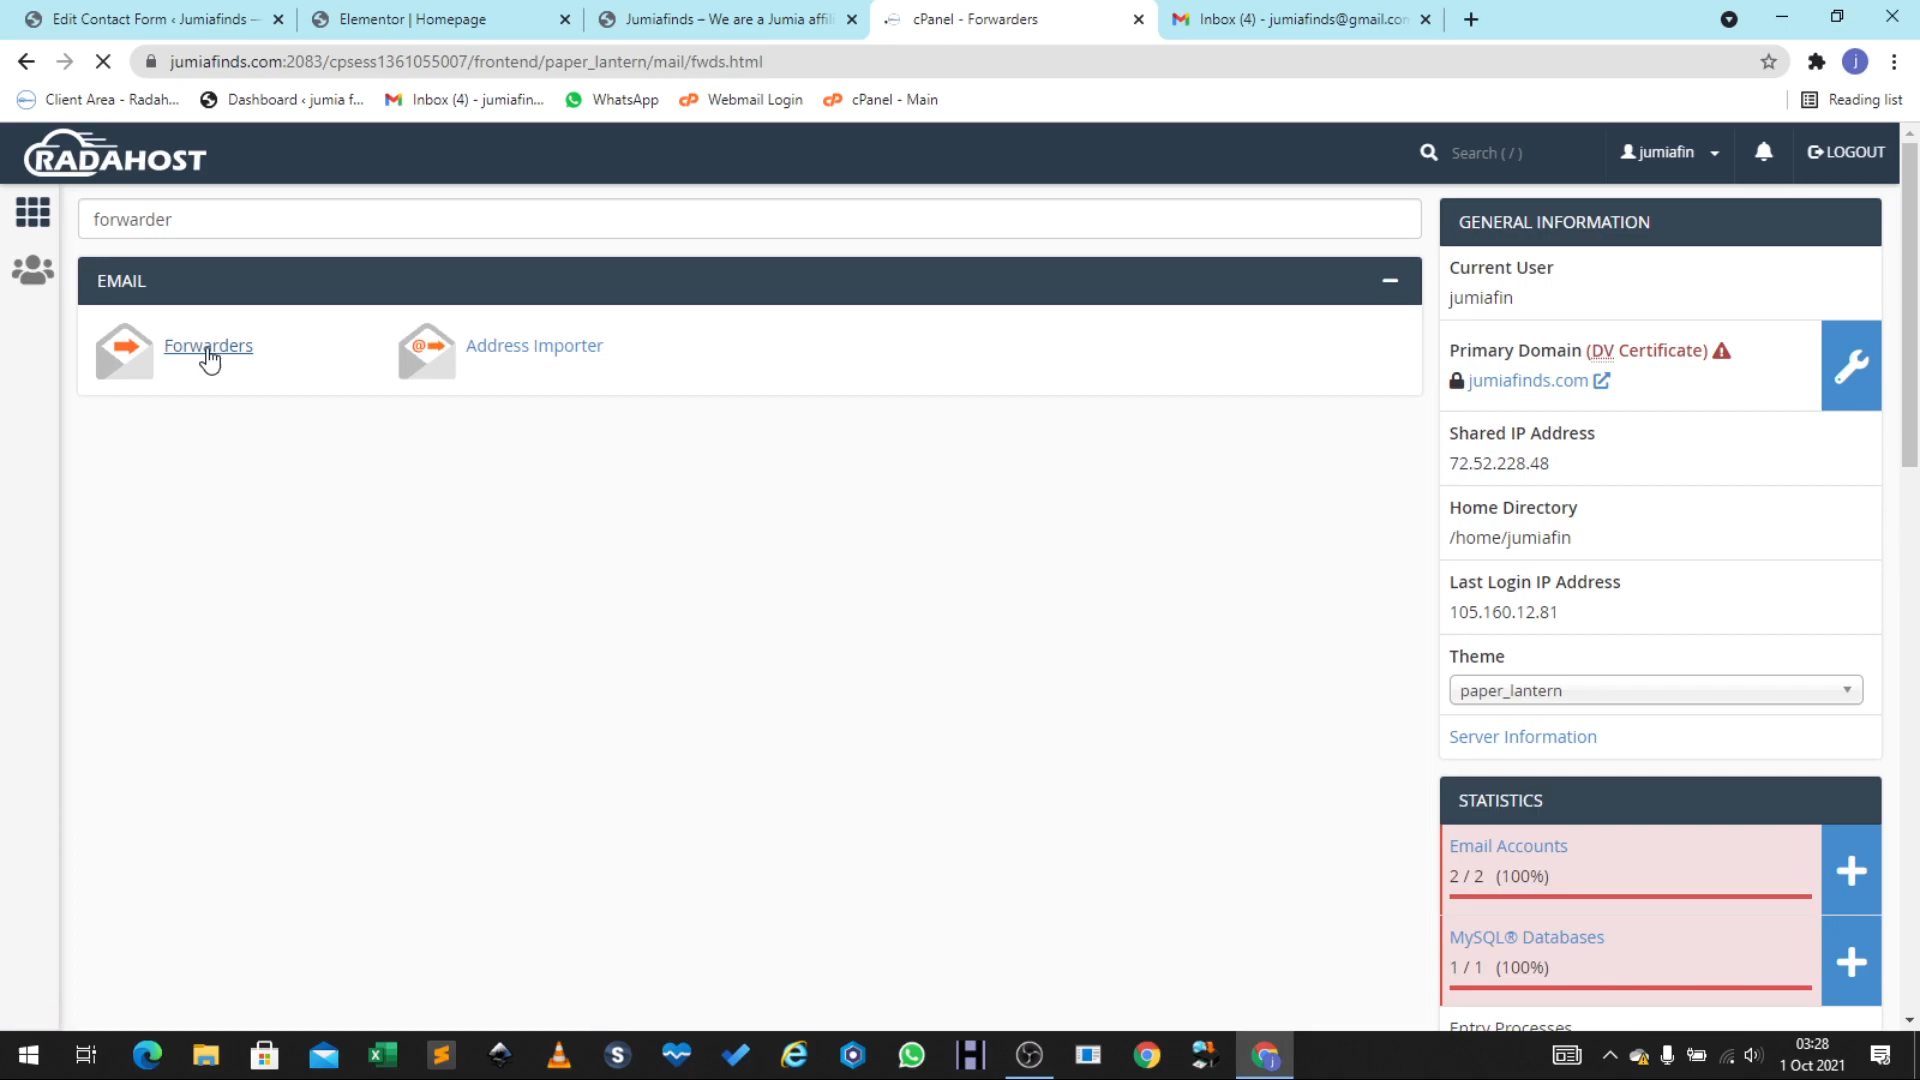 Edit Contact Form ‹ Jumiafinds —
Elementor | Homepage
Jumiafinds – We are a Jumia affili
cPanel - Forwarders
Inbox (4) - jumiafinds@gmail.con
jumiafinds.com:2083/cpsess1361055007/frontend/paper_lantern/mail/fwds.html
j
Client Area - Radah...
Dashboard ‹ jumia f...
Inbox (4) - jumiafin...
WhatsApp
cP Webmail Login
cP cPanel - Main
Reading list
RADAHOST
Search ( / )
jumiafin
LOGOUT
forwarder
EMAIL
Forwarders
@ Address Importer
GENERAL INFORMATION
Current User
jumiafin
Primary Domain (DV Certificate)
jumiafinds.com
Shared IP Address
72.52.228.48
Home Directory
/home/jumiafin
Last Login IP Address
105.160.12.81
Theme
paper_lantern
Server Information
STATISTICS
Email Accounts
2 / 2 (100%)
MySQL® Databases
1 / 1 (100%)
Entry Processes
03:28
1 Oct 2021